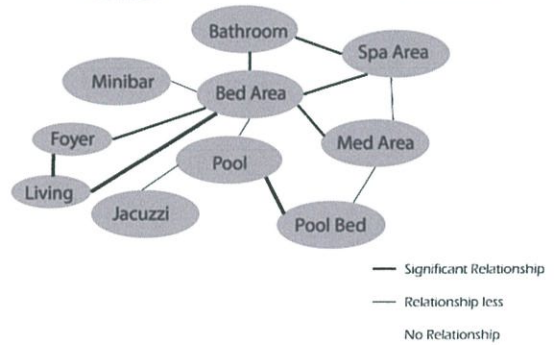 Bathroom
Spa Area
Minibar
Bed Area
Foyer
Med Area
Pool
Living
Jacuzzi
Pool Bed
Significant Relationship
Relationship less
No Relationship